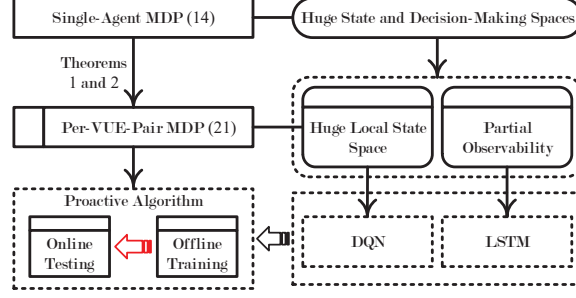 Single-Agent MDP (14)
Huge State and Decision-Making Spaces
Theorems
1 and 2
Per-VUE-Pair MDP (21)
Huge Local State
Space
Partial
Observability
Proactive Algorithm
Online
Testing
Offline
Training
DQN
LSTM